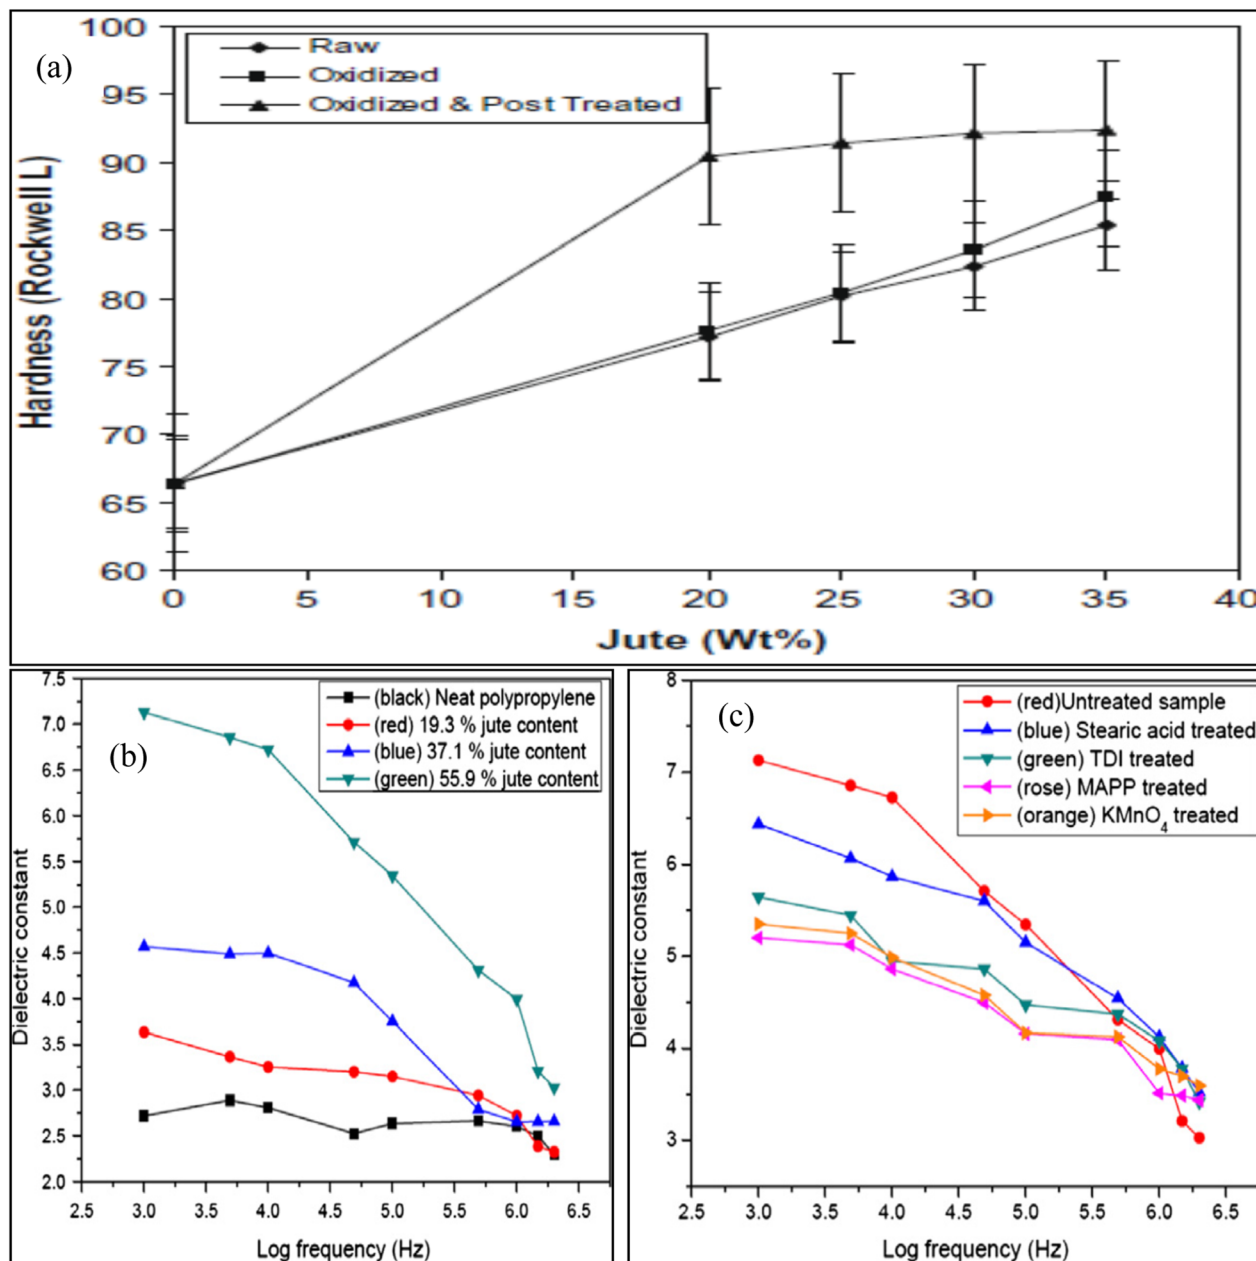 (a)
Raw
Oxidized
Oxidized & Post Treated
Hardness (Rockwell L)
100
95
90
85
80
75
70
65
60
0 5 10 15 20 25 30 35 40
Jute (Wt%)
(b)
(black) Neat polypropylene
(red) 19.3 % jute content
(blue) 37.1 % jute content
(green) 55.9 % jute content
Dielectric constant
7.5
7.0
6.5
6.0
5.5
5.0
4.5
4.0
3.5
3.0
2.5
2.0
2.5 3.0 3.5 4.0 4.5 5.0 5.5 6.0 6.5
Log frequency (Hz)
(c)
(red)Untreated sample
(blue) Stearic acid treated
(green) TDI treated
(rose) MAPP treated
(orange) KMnO₄ treated
Dielectric constant
8
7
6
5
4
3
2.5 3.0 3.5 4.0 4.5 5.0 5.5 6.0 6.5
Log frequency (Hz)